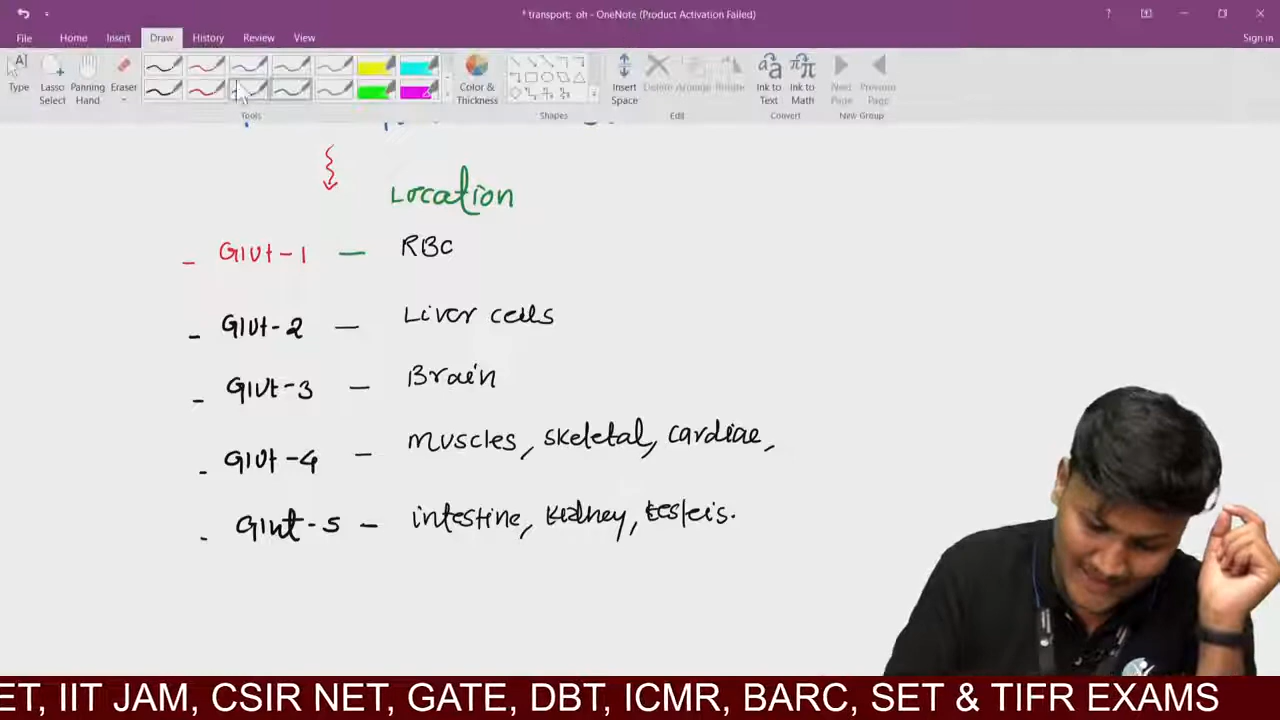 * transport: oh - OneNote (Product Activation Failed)
File Home Insert Draw History Review View
Sign in
Type
Lasso Select
Panning Hand
Eraser
Color & Thickness
Insert Space
Delete
Arrange
Rotate
Ink to Text
Ink to Math
Next Page
Previous Page
Tools
Shapes
Edit
Convert
New Group
Location
- Glut-1 — RBC
- Glut-2 — Liver cells
- Glut-3 — Brain
- Glut-4 — muscles, skeletal, cardiac,
- Glut-5 — intestine, kidney, testis.
ET, IIT JAM, CSIR NET, GATE, DBT, ICMR, BARC, SET & TIFR EXAMS